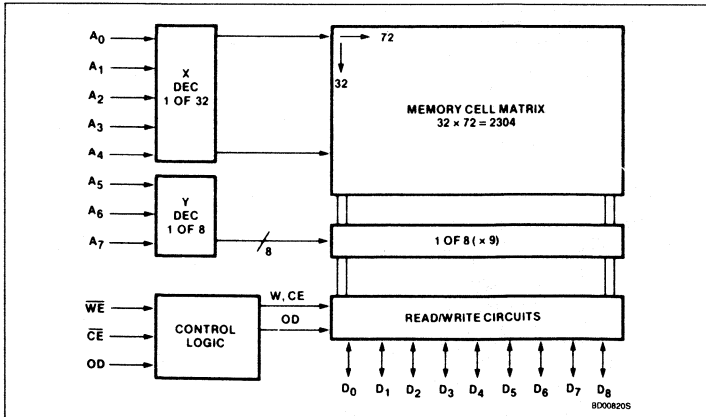 A0
A1
A2
A3
A4
X
DEC
1 OF 32
72
32
MEMORY CELL MATRIX
32 × 72 = 2304
A5
A6
A7
Y
DEC
1 OF 8
8
1 OF 8 (× 9)
W̅E̅
C̅E̅
OD
CONTROL
LOGIC
W, CE
OD
READ/WRITE CIRCUITS
D0 D1 D2 D3 D4 D5 D6 D7 D8
BD00820S